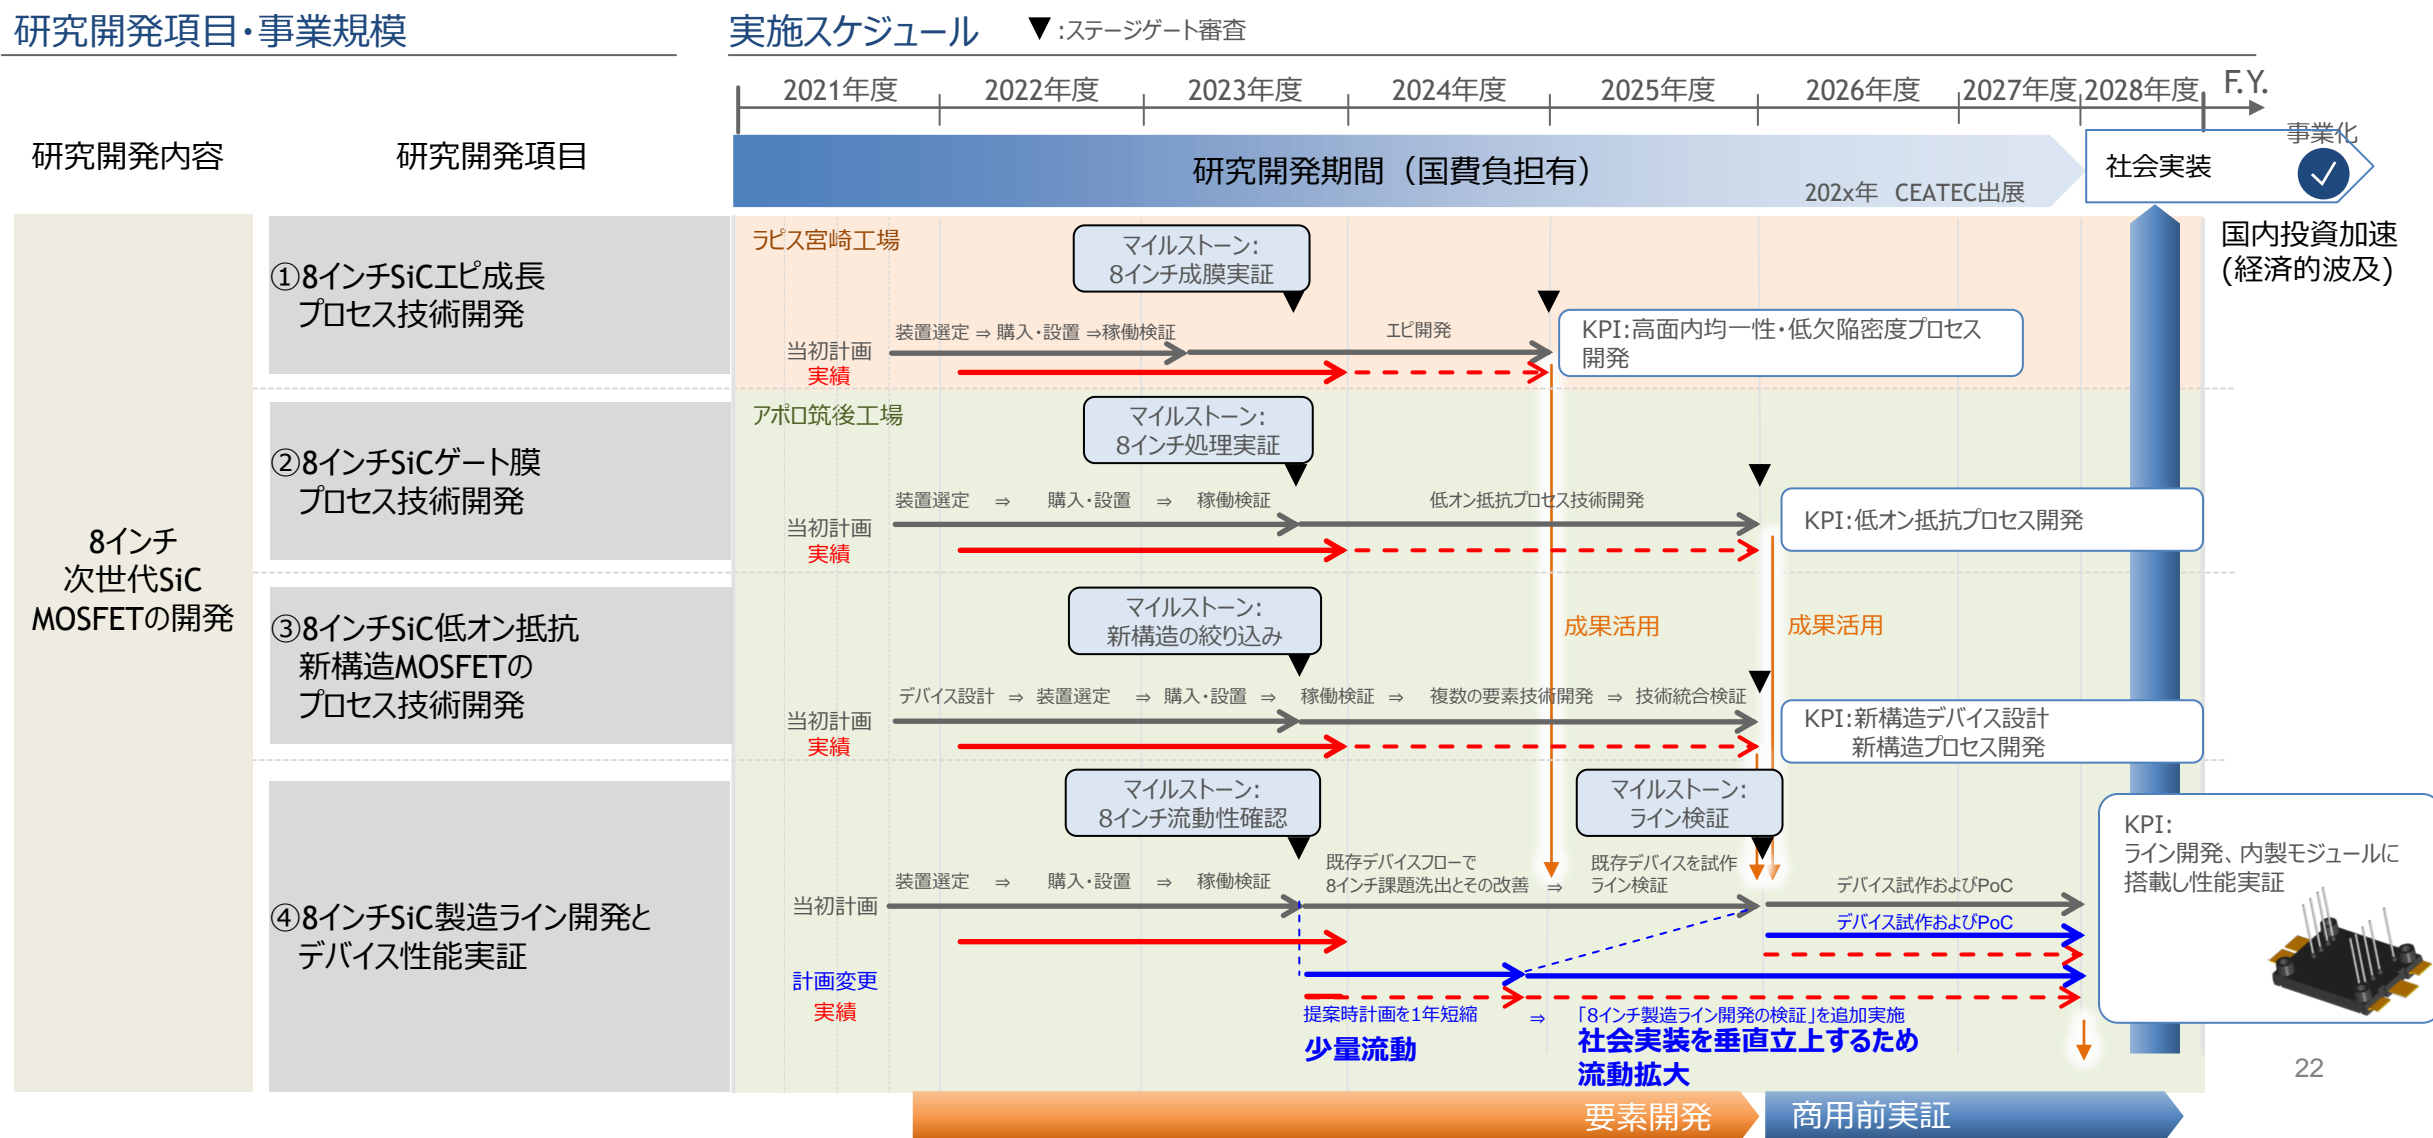 研究開発項目・事業規模
実施スケジュール
▼:ステージゲート審査
2021年度
2022年度
2023年度
2024年度
2025年度
2026年度
2027年度
2028年度
F.Y.
研究開発内容
研究開発項目
研究開発期間（国費負担有）
202x年 CEATEC出展
社会実装
事業化
国内投資加速
(経済的波及)
8インチ
次世代SiC
MOSFETの開発
①8インチSiCエピ成長
プロセス技術開発
ラピス宮崎工場
マイルストーン:
8インチ成膜実証
装置選定 ⇒ 購入・設置 ⇒稼働検証
エピ開発
当初計画
実績
KPI:高面内均一性・低欠陥密度プロセス
開発
②8インチSiCゲート膜
プロセス技術開発
アポロ筑後工場
マイルストーン:
8インチ処理実証
装置選定 ⇒ 購入・設置 ⇒ 稼働検証
低オン抵抗プロセス技術開発
当初計画
実績
KPI:低オン抵抗プロセス開発
③8インチSiC低オン抵抗
新構造MOSFETの
プロセス技術開発
マイルストーン:
新構造の絞り込み
成果活用
成果活用
デバイス設計 ⇒ 装置選定 ⇒ 購入・設置 ⇒ 稼働検証 ⇒ 複数の要素技術開発 ⇒ 技術統合検証
当初計画
実績
KPI:新構造デバイス設計
新構造プロセス開発
④8インチSiC製造ライン開発と
デバイス性能実証
マイルストーン:
8インチ流動性確認
マイルストーン:
ライン検証
装置選定 ⇒ 購入・設置 ⇒ 稼働検証
既存デバイスフローで
8インチ課題洗出とその改善 ⇒
既存デバイスを試作
ライン検証
デバイス試作およびPoC
当初計画
デバイス試作およびPoC
計画変更
実績
提案時計画を1年短縮 ⇒
少量流動
「8インチ製造ライン開発の検証」を追加実施
社会実装を垂直立上するため
流動拡大
KPI:
ライン開発、内製モジュールに
搭載し性能実証
要素開発
商用前実証
22